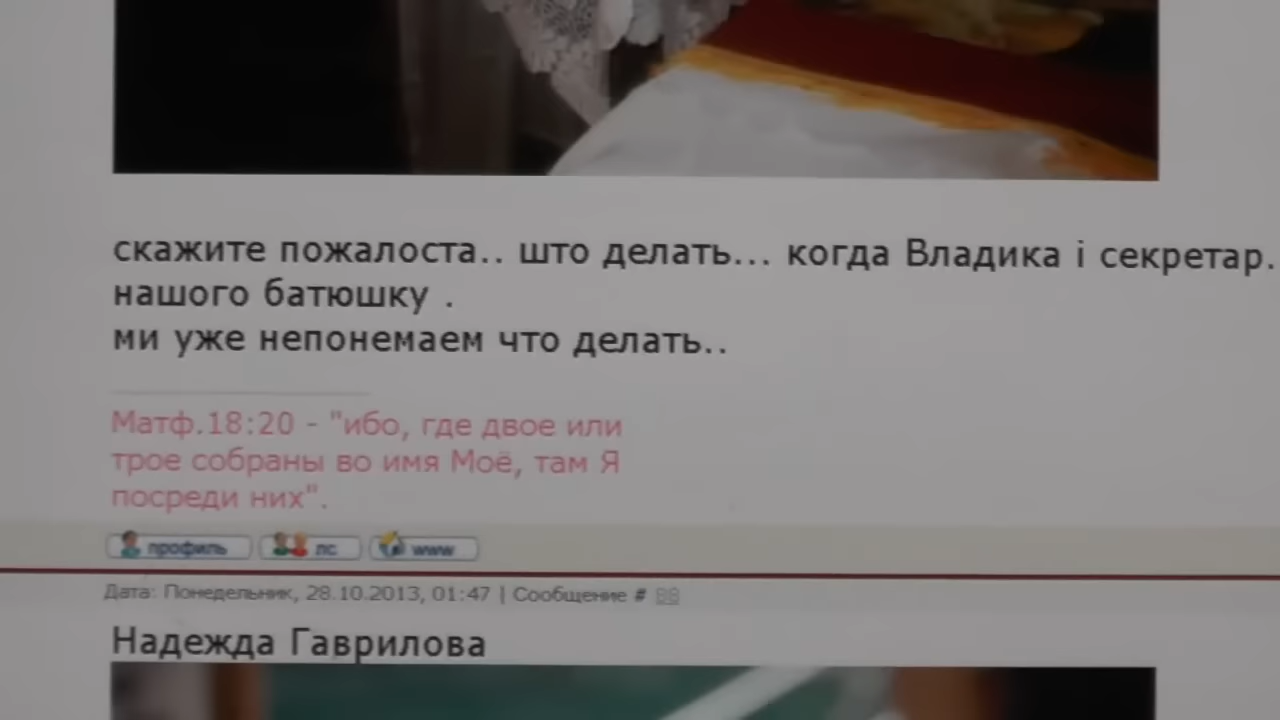 скажите пожалоста.. што делать... когда Владика і секретар.
нашого батюшку .
ми уже непонемаем что делать..
Матф.18:20 - "ибо, где двое или
трое собраны во имя Моё, там Я
посреди них".
профиль лс www
Дата: Понедельник, 28.10.2013, 01:47 | Сообщение #
Надежда Гаврилова